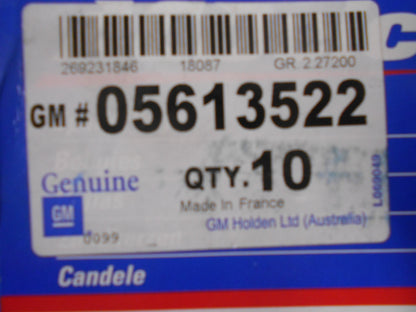 C
269231846 18087 GR. 2.27200
GM # 05613522
Genuine QTY. 10
GM Made In France
GM Holden Ltd (Australia)
0099
L069049
Candele